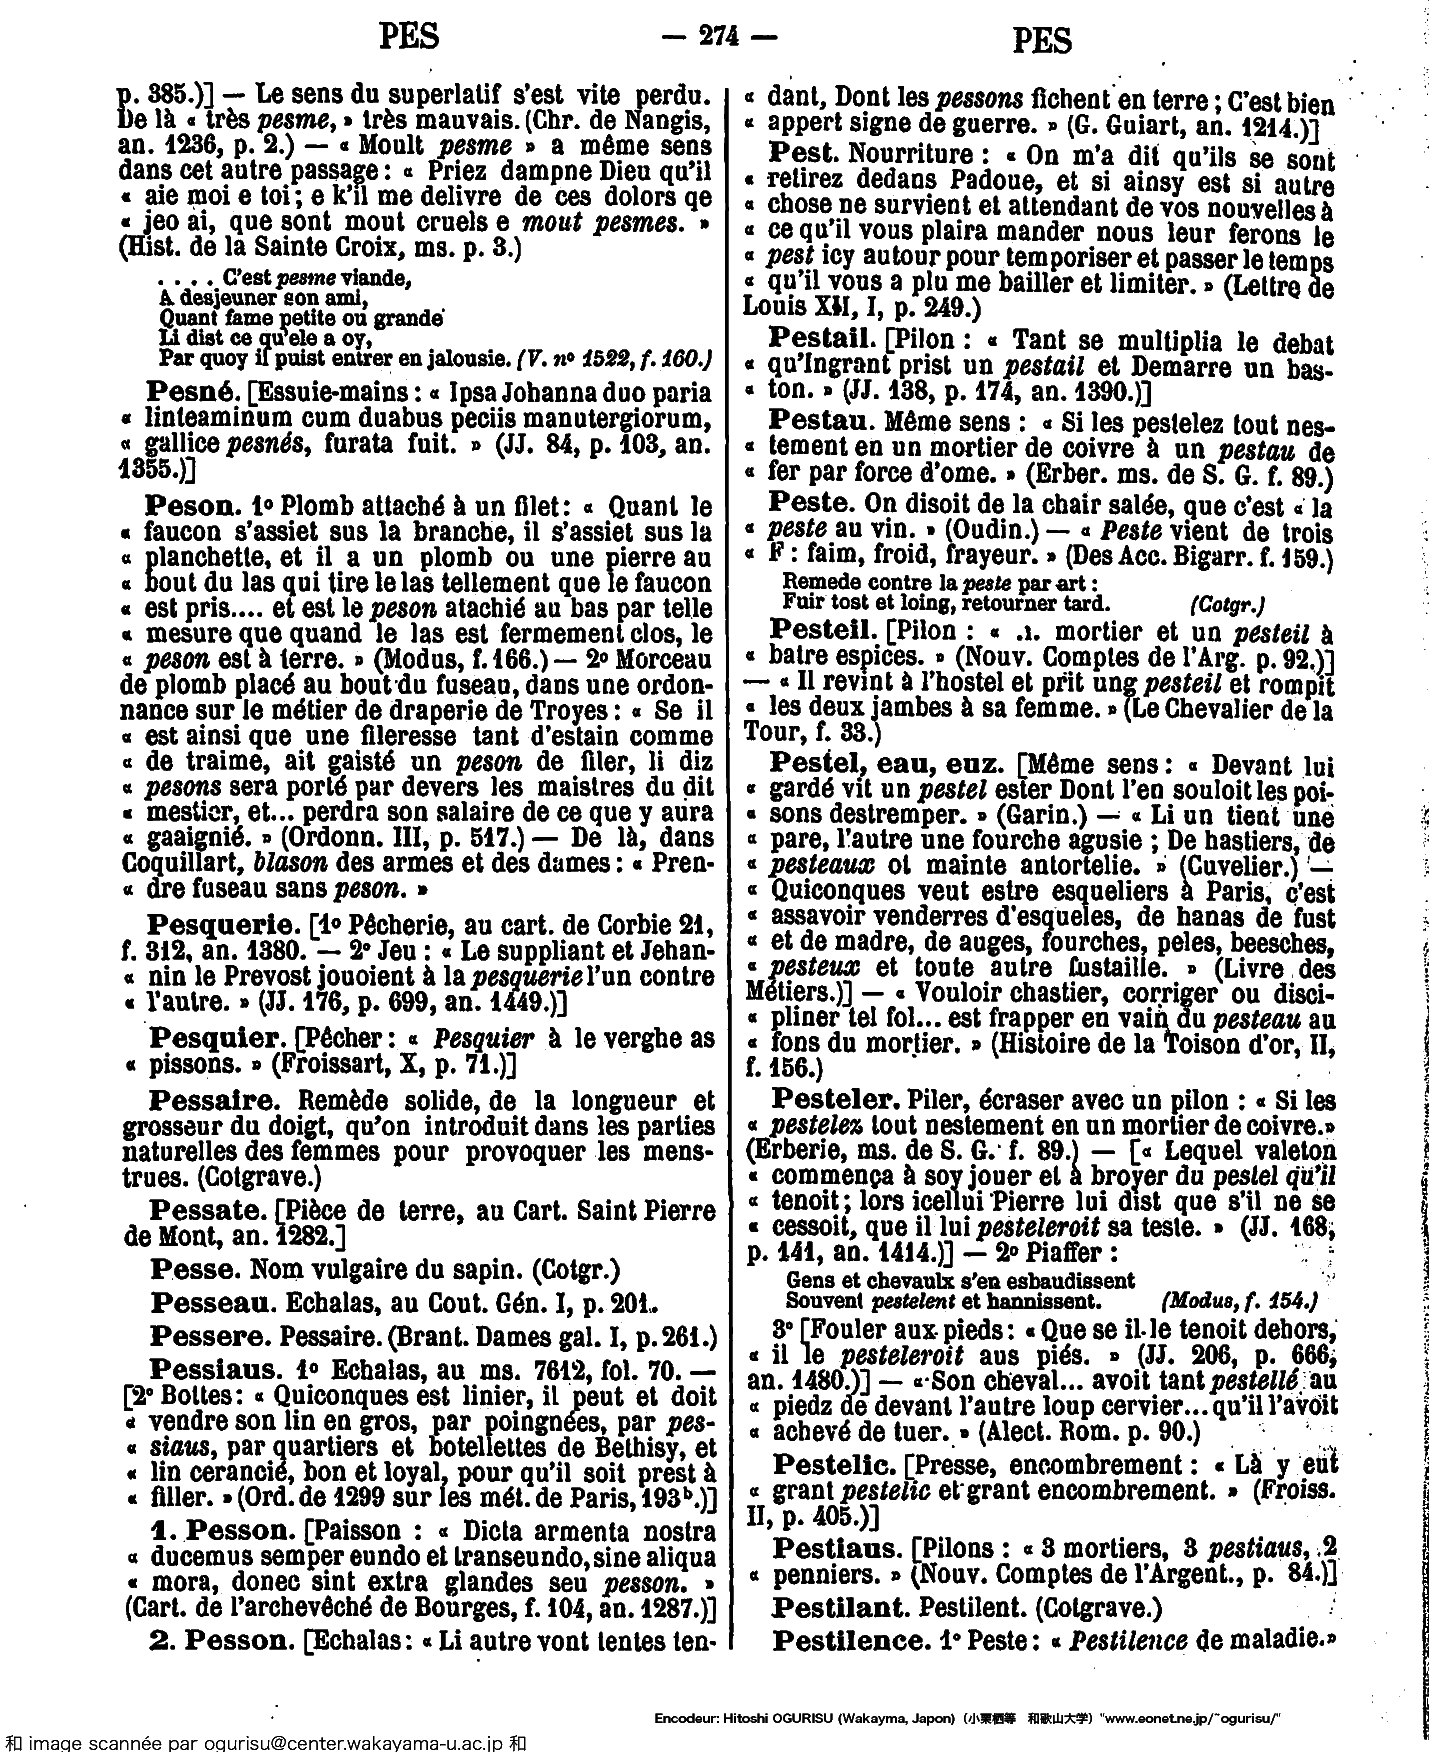 PES — 274 — PES
p. 385.)] — Le sens du superlatif s'est vite perdu.
De là « très pesme, » très mauvais. (Chr. de Nangis,
an. 1236, p. 2.) — « Moult pesme » a même sens
dans cet autre passage : « Priez dampne Dieu qu'il
« aie moi e toi ; e k'il me delivre de ces dolors qe
« jeo ai, que sont mout cruels e mout pesmes. »
(Hist. de la Sainte Croix, ms. p. 3.)
. . . . C'est pesme viande,
A desjeuner son ami,
Quant fame petite ou grande
Li dist ce qu'ele a oy,
Par quoy il puist entrer en jalousie. (V. nº 1522, f. 160.)
Pesné. [Essuie-mains : « Ipsa Johanna duo paria
« linteaminum cum duabus peciis manutergiorum,
« gallice pesnés, furata fuit. » (JJ. 84, p. 103, an.
1355.)]
Peson. 1º Plomb attaché à un filet : « Quant le
« faucon s'assiet sus la branche, il s'assiet sus la
« planchette, et il a un plomb ou une pierre au
« bout du las qui tire le las tellement que le faucon
« est pris.... et est le peson atachié au bas par telle
« mesure que quand le las est fermement clos, le
« peson est à terre. » (Modus, f. 166.) — 2º Morceau
de plomb placé au bout du fuseau, dans une ordon-
nance sur le métier de draperie de Troyes : « Se il
« est ainsi que une fileresse tant d'estain comme
« de traime, ait gaisté un peson de filer, li diz
« pesons sera porté par devers les maistres du dit
« mestier, et... perdra son salaire de ce que y aura
« gaaignié. » (Ordonn. III, p. 517.) — De là, dans
Coquillart, blason des armes et des dames : « Pren-
« dre fuseau sans peson. »
Pesquerie. [1º Pêcherie, au cart. de Corbie 21,
f. 312, an. 1380. — 2º Jeu : « Le suppliant et Jehan-
« nin le Prevost jouoient à la pesquerie l'un contre
« l'autre. » (JJ. 176, p. 699, an. 1449.)]
Pesquier. [Pêcher : « Pesquier à le verghe as
« pissons. » (Froissart, X, p. 71.)]
Pessaire. Remède solide, de la longueur et
grosseur du doigt, qu'on introduit dans les parties
naturelles des femmes pour provoquer les mens-
trues. (Cotgrave.)
Pessate. [Pièce de terre, au Cart. Saint Pierre
de Mont, an. 1282.]
Pesse. Nom vulgaire du sapin. (Cotgr.)
Pesseau. Echalas, au Cout. Gén. I, p. 201.
Pessere. Pessaire. (Brant. Dames gal. I, p. 261.)
Pessiaus. 1º Echalas, au ms. 7612, fol. 70. —
[2º Bottes : « Quiconques est linier, il peut et doit
« vendre son lin en gros, par poingnées, par pes-
« siaus, par quartiers et botellettes de Bethisy, et
« lin cerancié, bon et loyal, pour qu'il soit prest à
« filler. » (Ord. de 1299 sur les mét. de Paris, 193ᵇ.)]
1. Pesson. [Paisson : « Dicta armenta nostra
« ducemus semper eundo et transeundo, sine aliqua
« mora, donec sint extra glandes seu pesson. »
(Cart. de l'archevêché de Bourges, f. 104, an. 1287.)]
2. Pesson. [Echalas : « Li autre vont tentes ten-
« dant, Dont les pessons fichent en terre ; C'est bien
« appert signe de guerre. » (G. Guiart, an. 1214.)]
Pest. Nourriture : « On m'a dit qu'ils se sont
« retirez dedans Padoue, et si ainsy est si autre
« chose ne survient et attendant de vos nouvelles à
« ce qu'il vous plaira mander nous leur ferons le
« pest icy autour pour temporiser et passer le temps
« qu'il vous a plu me bailler et limiter. » (Lettre de
Louis XII, I, p. 249.)
Pestail. [Pilon : « Tant se multiplia le debat
« qu'Ingrant prist un pestail et Demarre un bas-
« ton. » (JJ. 138, p. 174, an. 1390.)]
Pestau. Même sens : « Si les pestelez tout nes-
« tement en un mortier de coivre à un pestau de
« fer par force d'ome. » (Erber. ms. de S. G. f. 89.)
Peste. On disoit de la chair salée, que c'est « la
« peste au vin. » (Oudin.) — « Peste vient de trois
« F : faim, froid, frayeur. » (Des Acc. Bigarr. f. 159.)
Remede contre la peste par art :
Fuir tost et loing, retourner tard. (Cotgr.)
Pesteil. [Pilon : « .I. mortier et un pesteil à
« batre espices. » (Nouv. Comptes de l'Arg. p. 92.)]
— « Il revint à l'hostel et prit ung pesteil et rompit
« les deux jambes à sa femme. » (Le Chevalier de la
Tour, f. 33.)
Pestel, eau, euz. [Même sens : « Devant lui
« gardé vit un pestel ester Dont l'en souloit les poi-
« sons destremper. » (Garin.) — « Li un tient une
« pare, l'autre une fourche agusie ; De hastiers, de
« pesteaux ot mainte antortelie. » (Cuvelier.) —
« Quiconques veut estre esqueliers à Paris, c'est
« assavoir venderres d'esqueles, de hanas de fust
« et de madre, de auges, fourches, peles, beesches,
« pesteux et toute autre fustaille. » (Livre des
Métiers.)] — « Vouloir chastier, corriger ou disci-
« pliner tel fol... est frapper en vain du pesteau au
« fons du mortier. » (Histoire de la Toison d'or, II,
f. 156.)
Pesteler. Piler, écraser avec un pilon : « Si les
« pestelez tout nestement en un mortier de coivre. »
(Erberie, ms. de S. G. f. 89.) — [« Lequel valeton
« commença à soy jouer et à broyer du pestel qu'il
« tenoit ; lors icellui Pierre lui dist que s'il ne se
« cessoit, que il lui pesteleroit sa teste. » (JJ. 168,
p. 141, an. 1414.)] — 2º Piaffer :
Gens et chevaulx s'en esbaudissent
Souvent pestelent et hannissent. (Modus, f. 154.)
3º [Fouler aux pieds : « Que se il le tenoit dehors,
« il le pesteleroit aus piés. » (JJ. 206, p. 666,
an. 1480.)] — « Son cheval... avoit tant pestellé au
« piedz de devant l'autre loup cervier... qu'il l'avoit
« achevé de tuer. » (Alect. Rom. p. 90.)
Pestelic. [Presse, encombrement : « Là y eut
« grant pestelic et grant encombrement. » (Froiss.
II, p. 405.)]
Pestiaus. [Pilons : « 3 mortiers, 3 pestiaus, 2
« penniers. » (Nouv. Comptes de l'Argent., p. 84.)]
Pestilant. Pestilent. (Cotgrave.)
Pestilence. 1º Peste : « Pestilence de maladie. »
Encodeur: Hitoshi OGURISU (Wakayma, Japon) (小栗栖等 和歌山大学) "www.eonet.ne.jp/~ogurisu/"
和 image scannée par ogurisu@center.wakayama-u.ac.jp 和